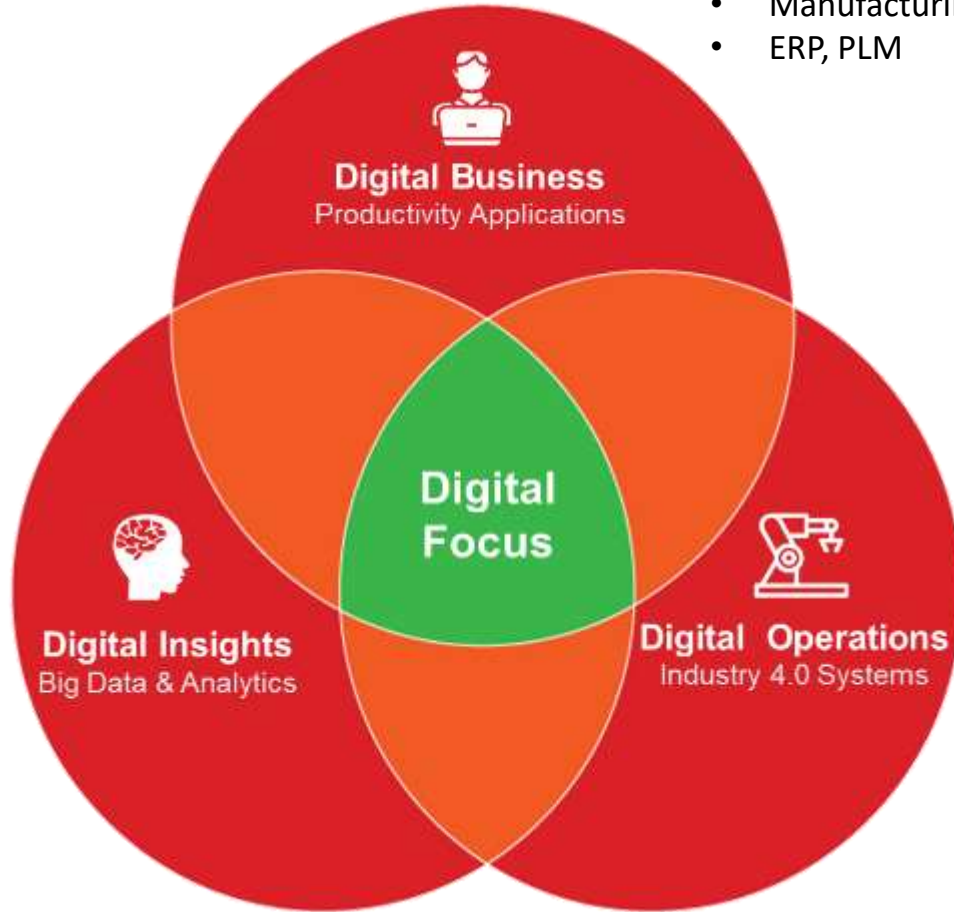 • ERP, PLM
Digital Business
Productivity Applications
Digital
Focus
Digital Insights
Big Data & Analytics
Digital Operations
Industry 4.0 Systems